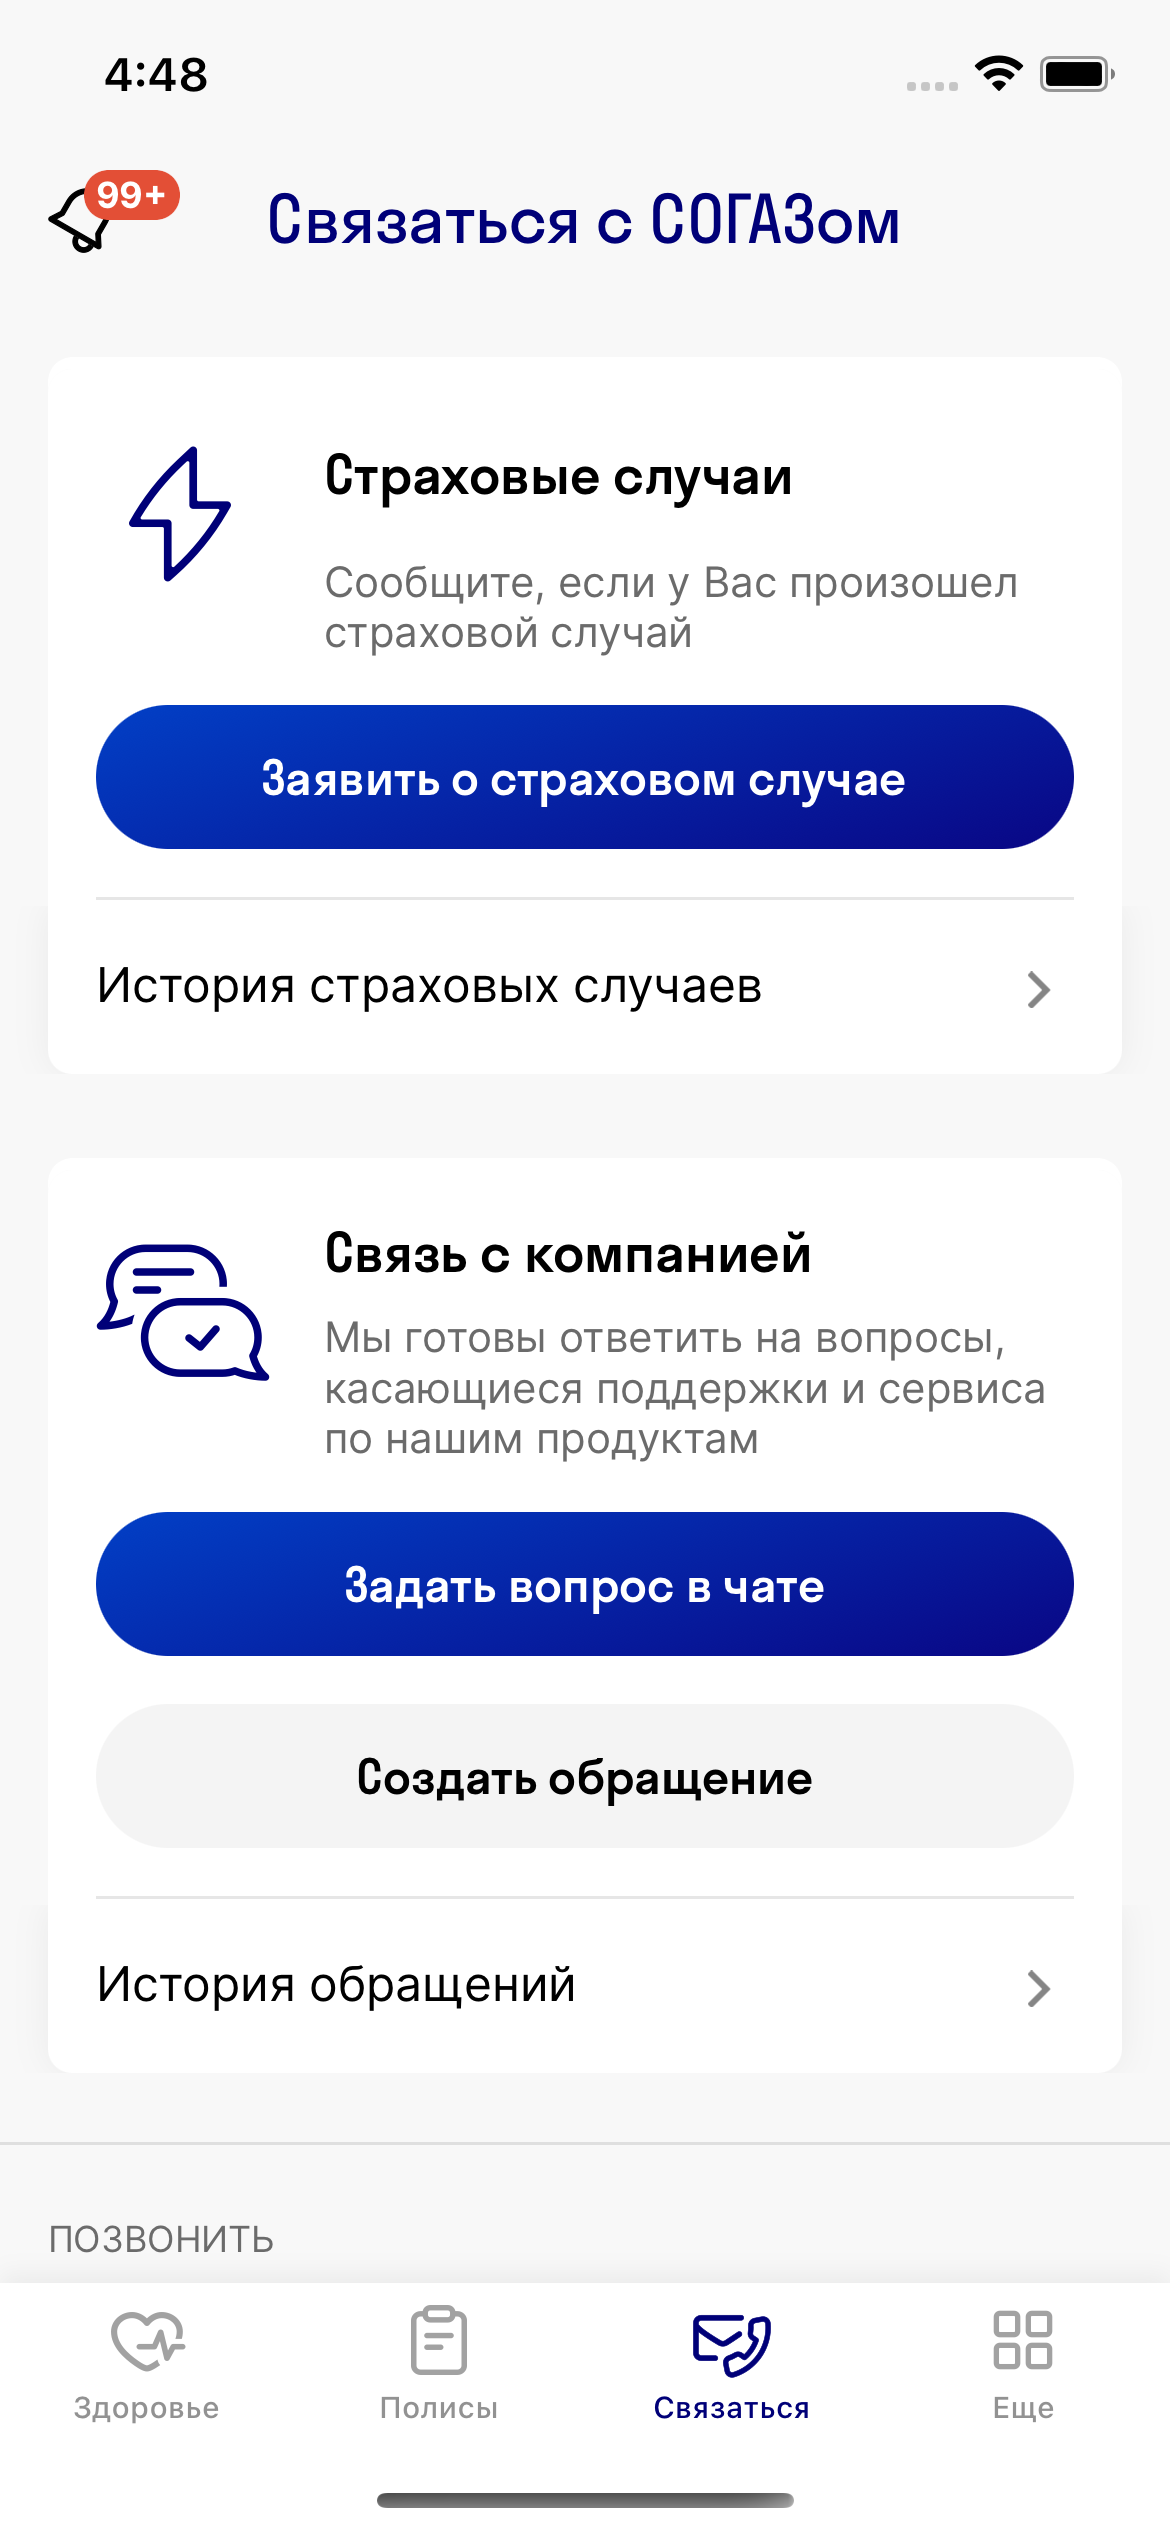 4:48
99+
Связаться с СОГАЗом
Страховые случаи
Сообщите, если у Вас произошел
страховой случай
Заявить о страховом случае
История страховых случаев
Связь с компанией
Мы готовы ответить на вопросы,
касающиеся поддержки и сервиса
по нашим продуктам
Задать вопрос в чате
Создать обращение
История обращений
ПОЗВОНИТЬ
Здоровье
Полисы
Связаться
Еще